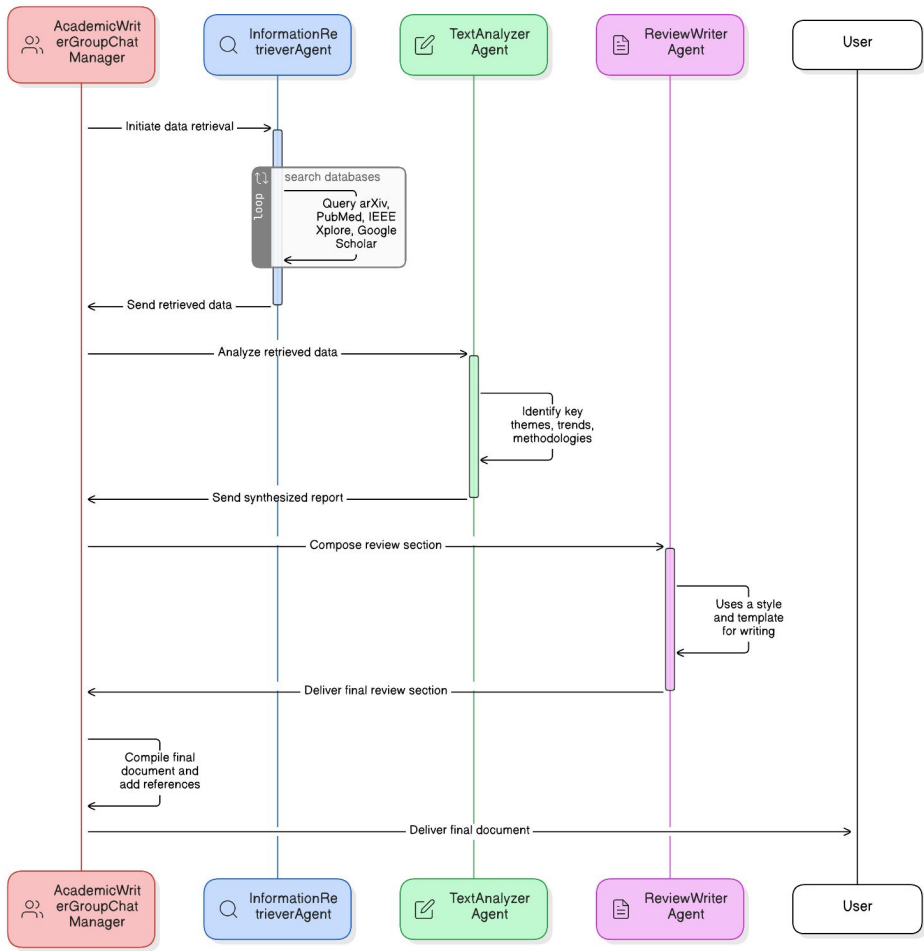 AcademicWrit
erGroupChat
Manager
InformationRe
trieverAgent
TextAnalyzer
Agent
ReviewWriter
Agent
User
Initiate data retrieval
loop
search databases
Query arXiv,
PubMed, IEEE
Xplore, Google
Scholar
Send retrieved data
Analyze retrieved data
Identify key
themes, trends,
methodologies
Send synthesized report
Compose review section
Uses a style
and template
for writing
Deliver final review section
Compile final
document and
add references
Deliver final document
AcademicWrit
erGroupChat
Manager
InformationRe
trieverAgent
TextAnalyzer
Agent
ReviewWriter
Agent
User